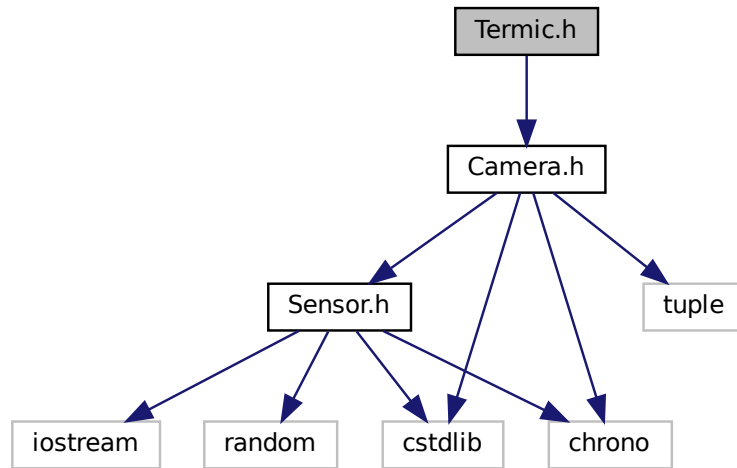 Termic.h
Camera.h
Sensor.h
tuple
iostream
random
cstdlib
chrono